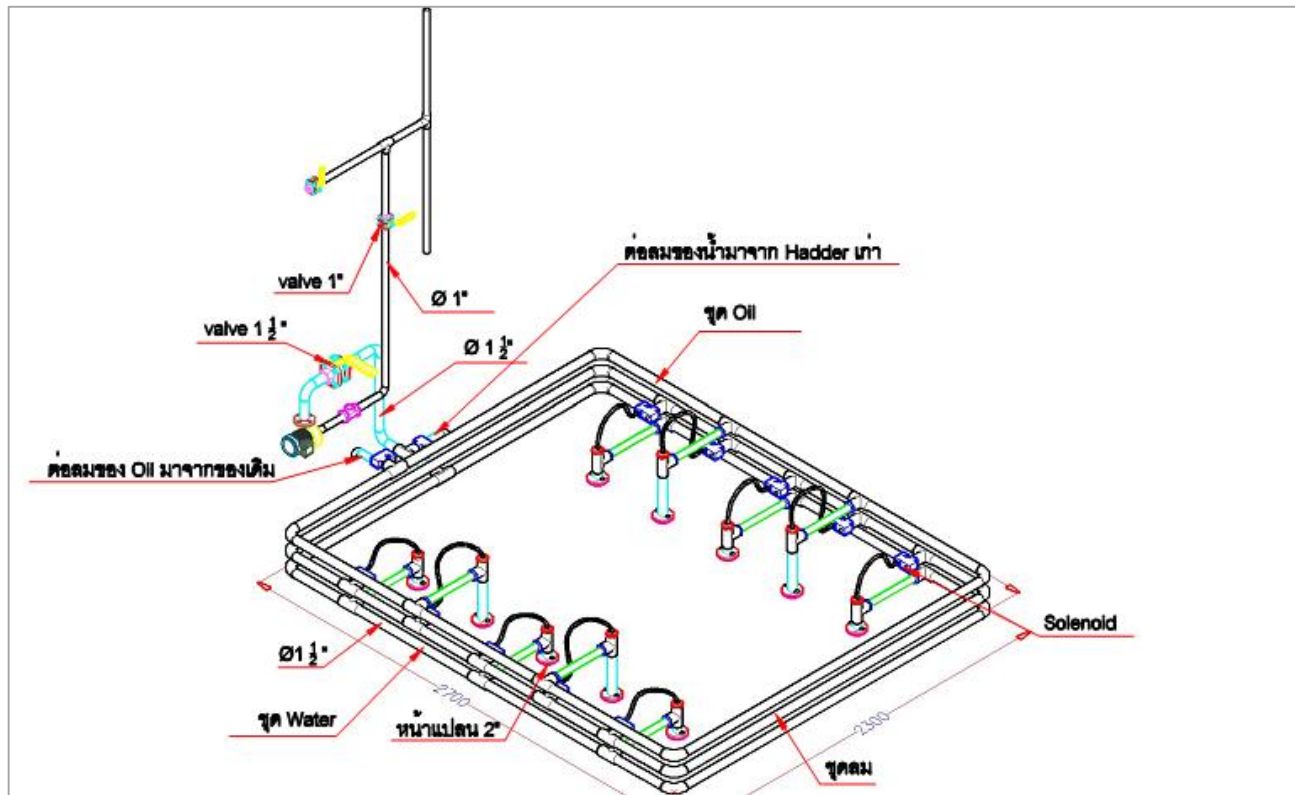 ต่อลมของน้ำมาจาก Hadder เก่า
valve 1"
Ø 1"
ชุด Oil
valve 1 1/2"
Ø 1 1/2"
ต่อลมของ Oil มาจากของเดิม
Solenoid
Ø1 1/2"
2700
2300
ชุด Water
หน้าแปลน 2"
ชุดลม